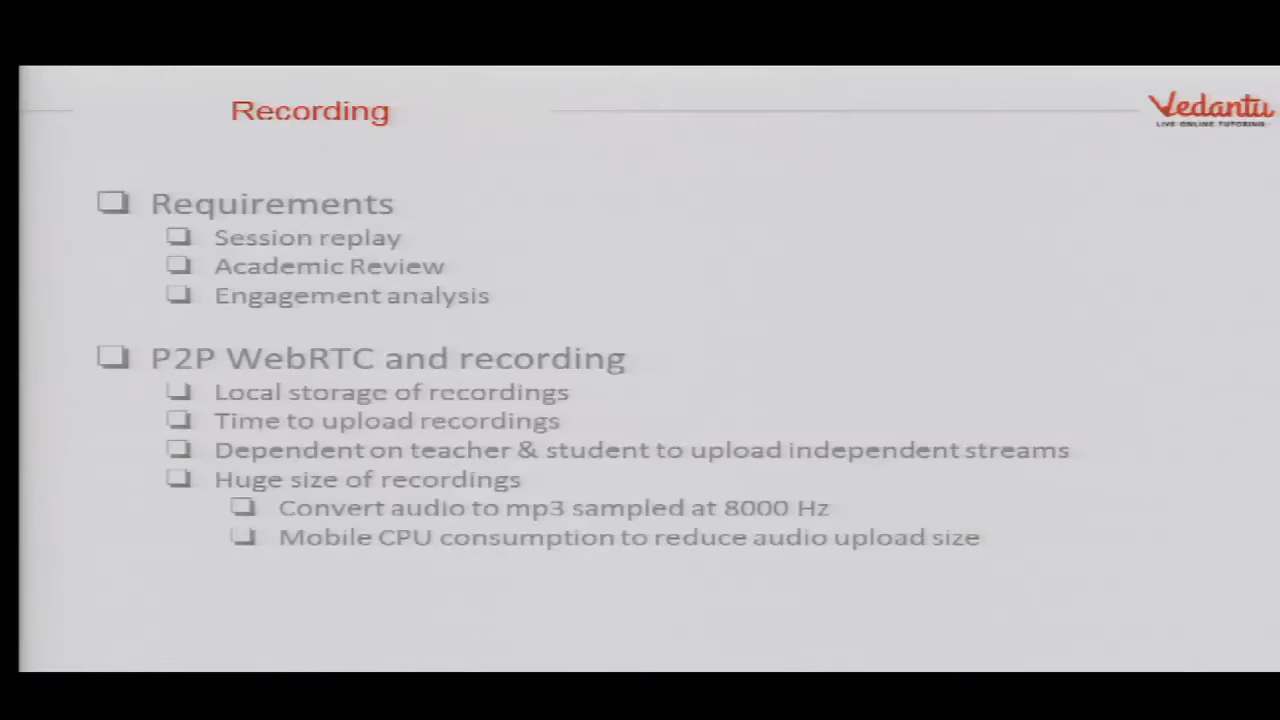 Recording
Vedantu
LIVE ONLINE TUTORING
Requirements
Session replay
Academic Review
Engagement analysis
P2P WebRTC and recording
Local storage of recordings
Time to upload recordings
Dependent on teacher & student to upload independent streams
Huge size of recordings
Convert audio to mp3 sampled at 8000 Hz
Mobile CPU consumption to reduce audio upload size